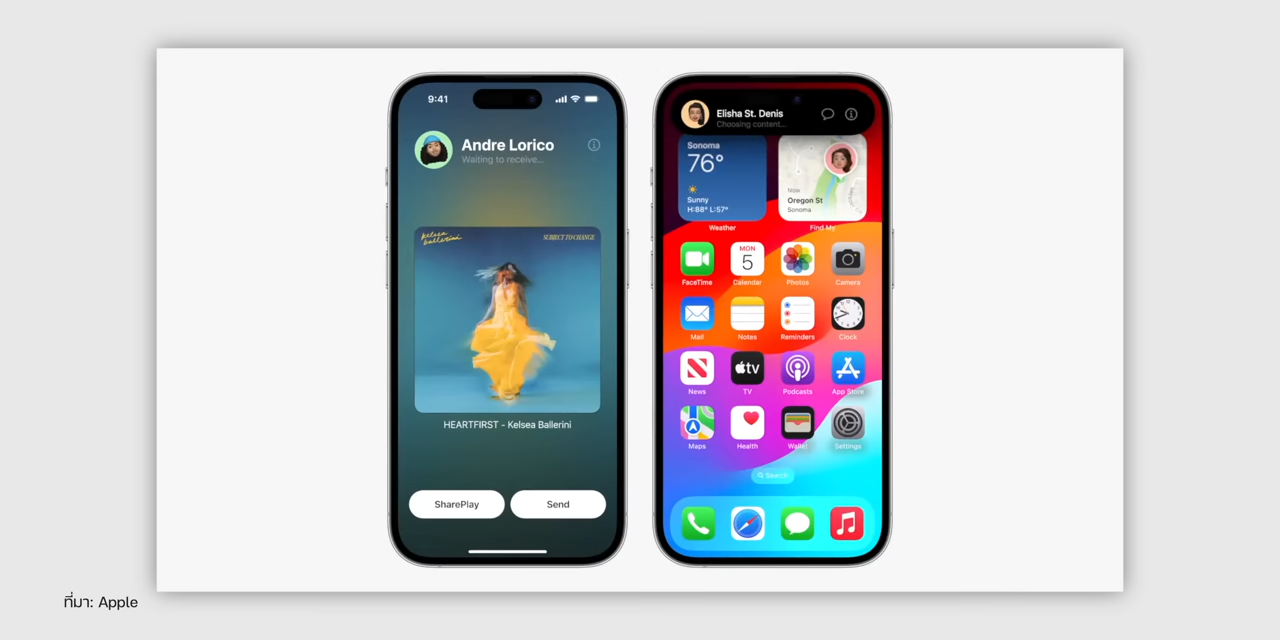 9:41
Andre Lorico
Waiting to receive...
kelsea
ballerini
SUBJECT TO CHANGE
HEARTFIRST - Kelsea Ballerini
SharePlay
Send
Elisha St. Denis
Choosing content...
Sonoma
76°
Sunny
H:88° L:57°
Weather
Now
Oregon St
Sonoma
Find My
FaceTime
MON
5
Calendar
Photos
Camera
Mail
Notes
Reminders
Clock
News
tv
TV
Podcasts
App Store
Maps
Health
Wallet
Settings
Search
ที่มา: Apple